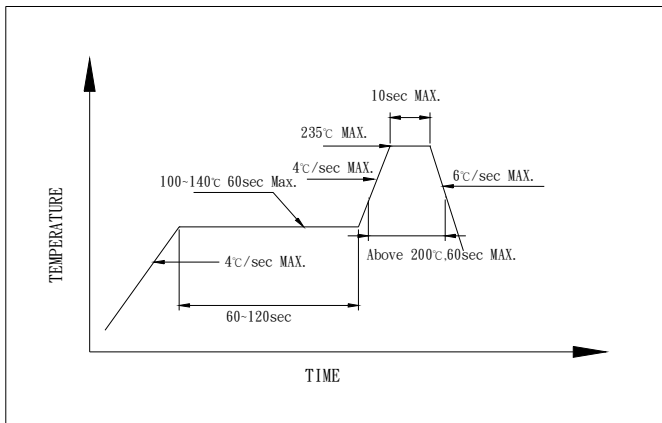 10sec MAX.
235℃ MAX.
4℃/sec MAX.
6℃/sec MAX.
100~140℃ 60sec Max.
Above 200℃,60sec MAX.
4℃/sec MAX.
60~120sec
TEMPERATURE
TIME